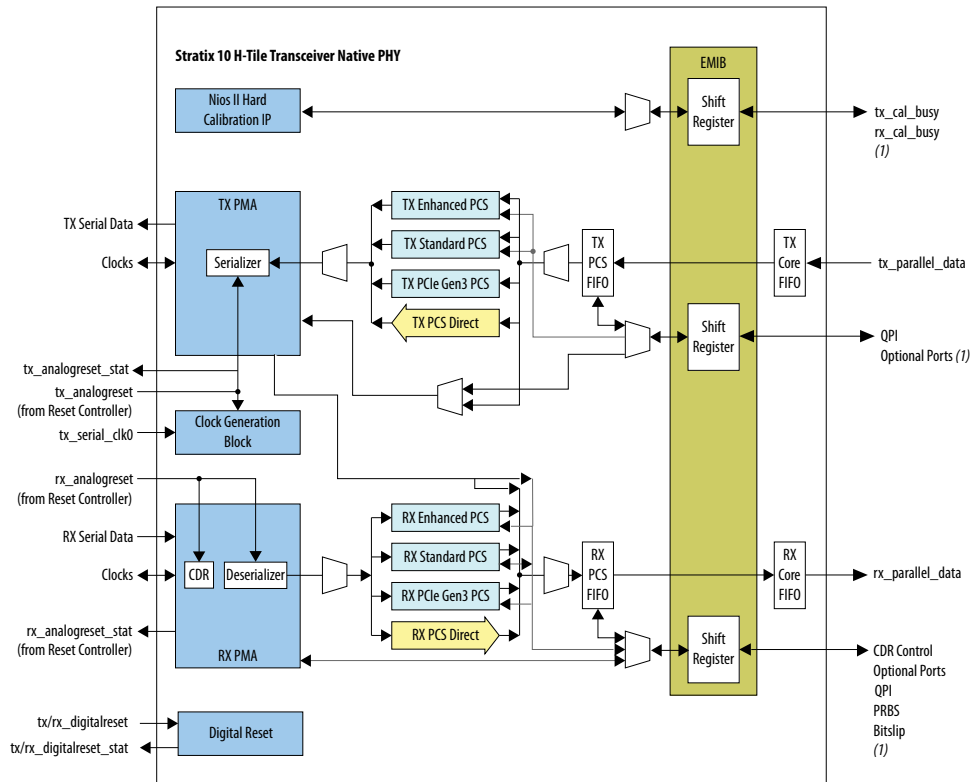 Stratix 10 H-Tile Transceiver Native PHY
EMIB
Nios II Hard
Calibration IP
Shift
Register
tx_cal_busy
rx_cal_busy
(1)
TX PMA
TX Serial Data
Clocks
Serializer
TX Enhanced PCS
TX Standard PCS
TX PCIe Gen3 PCS
TX PCS Direct
TX
PCS
FIFO
TX
Core
FIFO
tx_parallel_data
Shift
Register
QPI
Optional Ports (1)
tx_analogreset_stat
tx_analogreset
(from Reset Controller)
tx_serial_clk0
Clock Generation
Block
rx_analogreset
(from Reset Controller)
RX Serial Data
Clocks
CDR
Deserializer
rx_analogreset_stat
(from Reset Controller)
RX PMA
RX Enhanced PCS
RX Standard PCS
RX PCIe Gen3 PCS
RX PCS Direct
RX
PCS
FIFO
RX
Core
FIFO
rx_parallel_data
Shift
Register
CDR Control
Optional Ports
QPI
PRBS
Bitslip
(1)
tx/rx_digitalreset
tx/rx_digitalreset_stat
Digital Reset